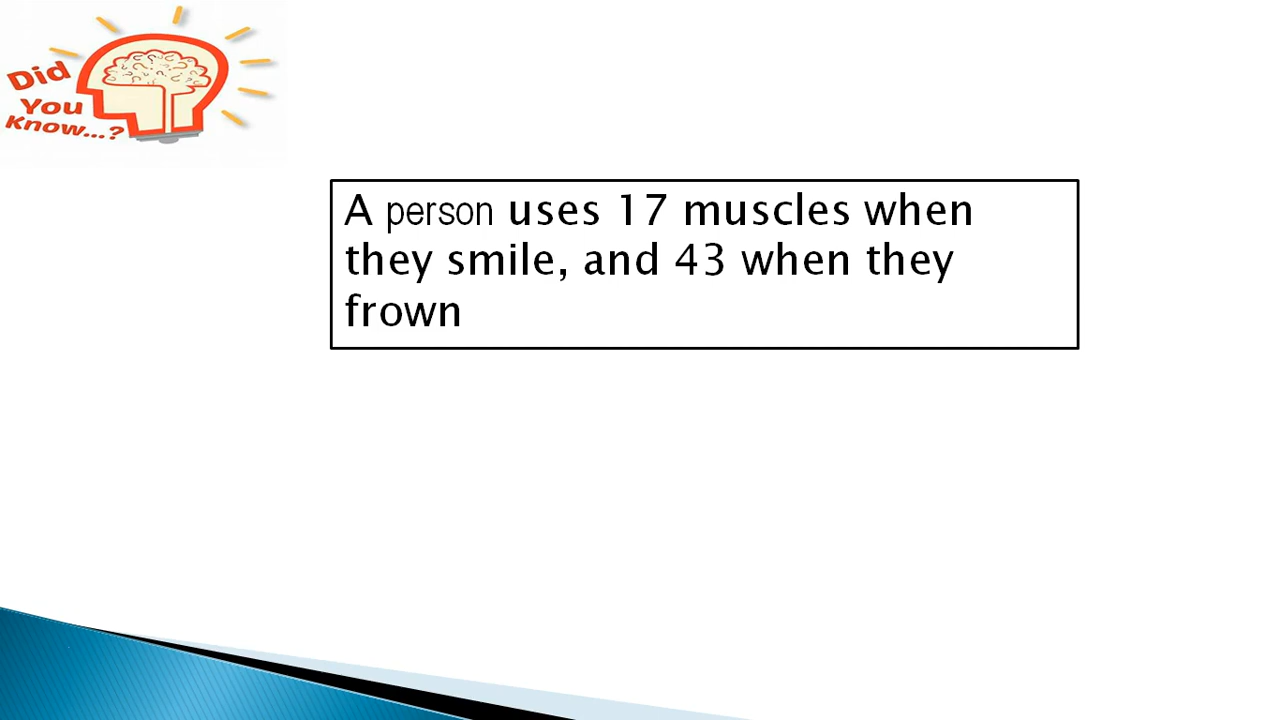 Did
You
Know...?
A person uses 17 muscles when
they smile, and 43 when they
frown